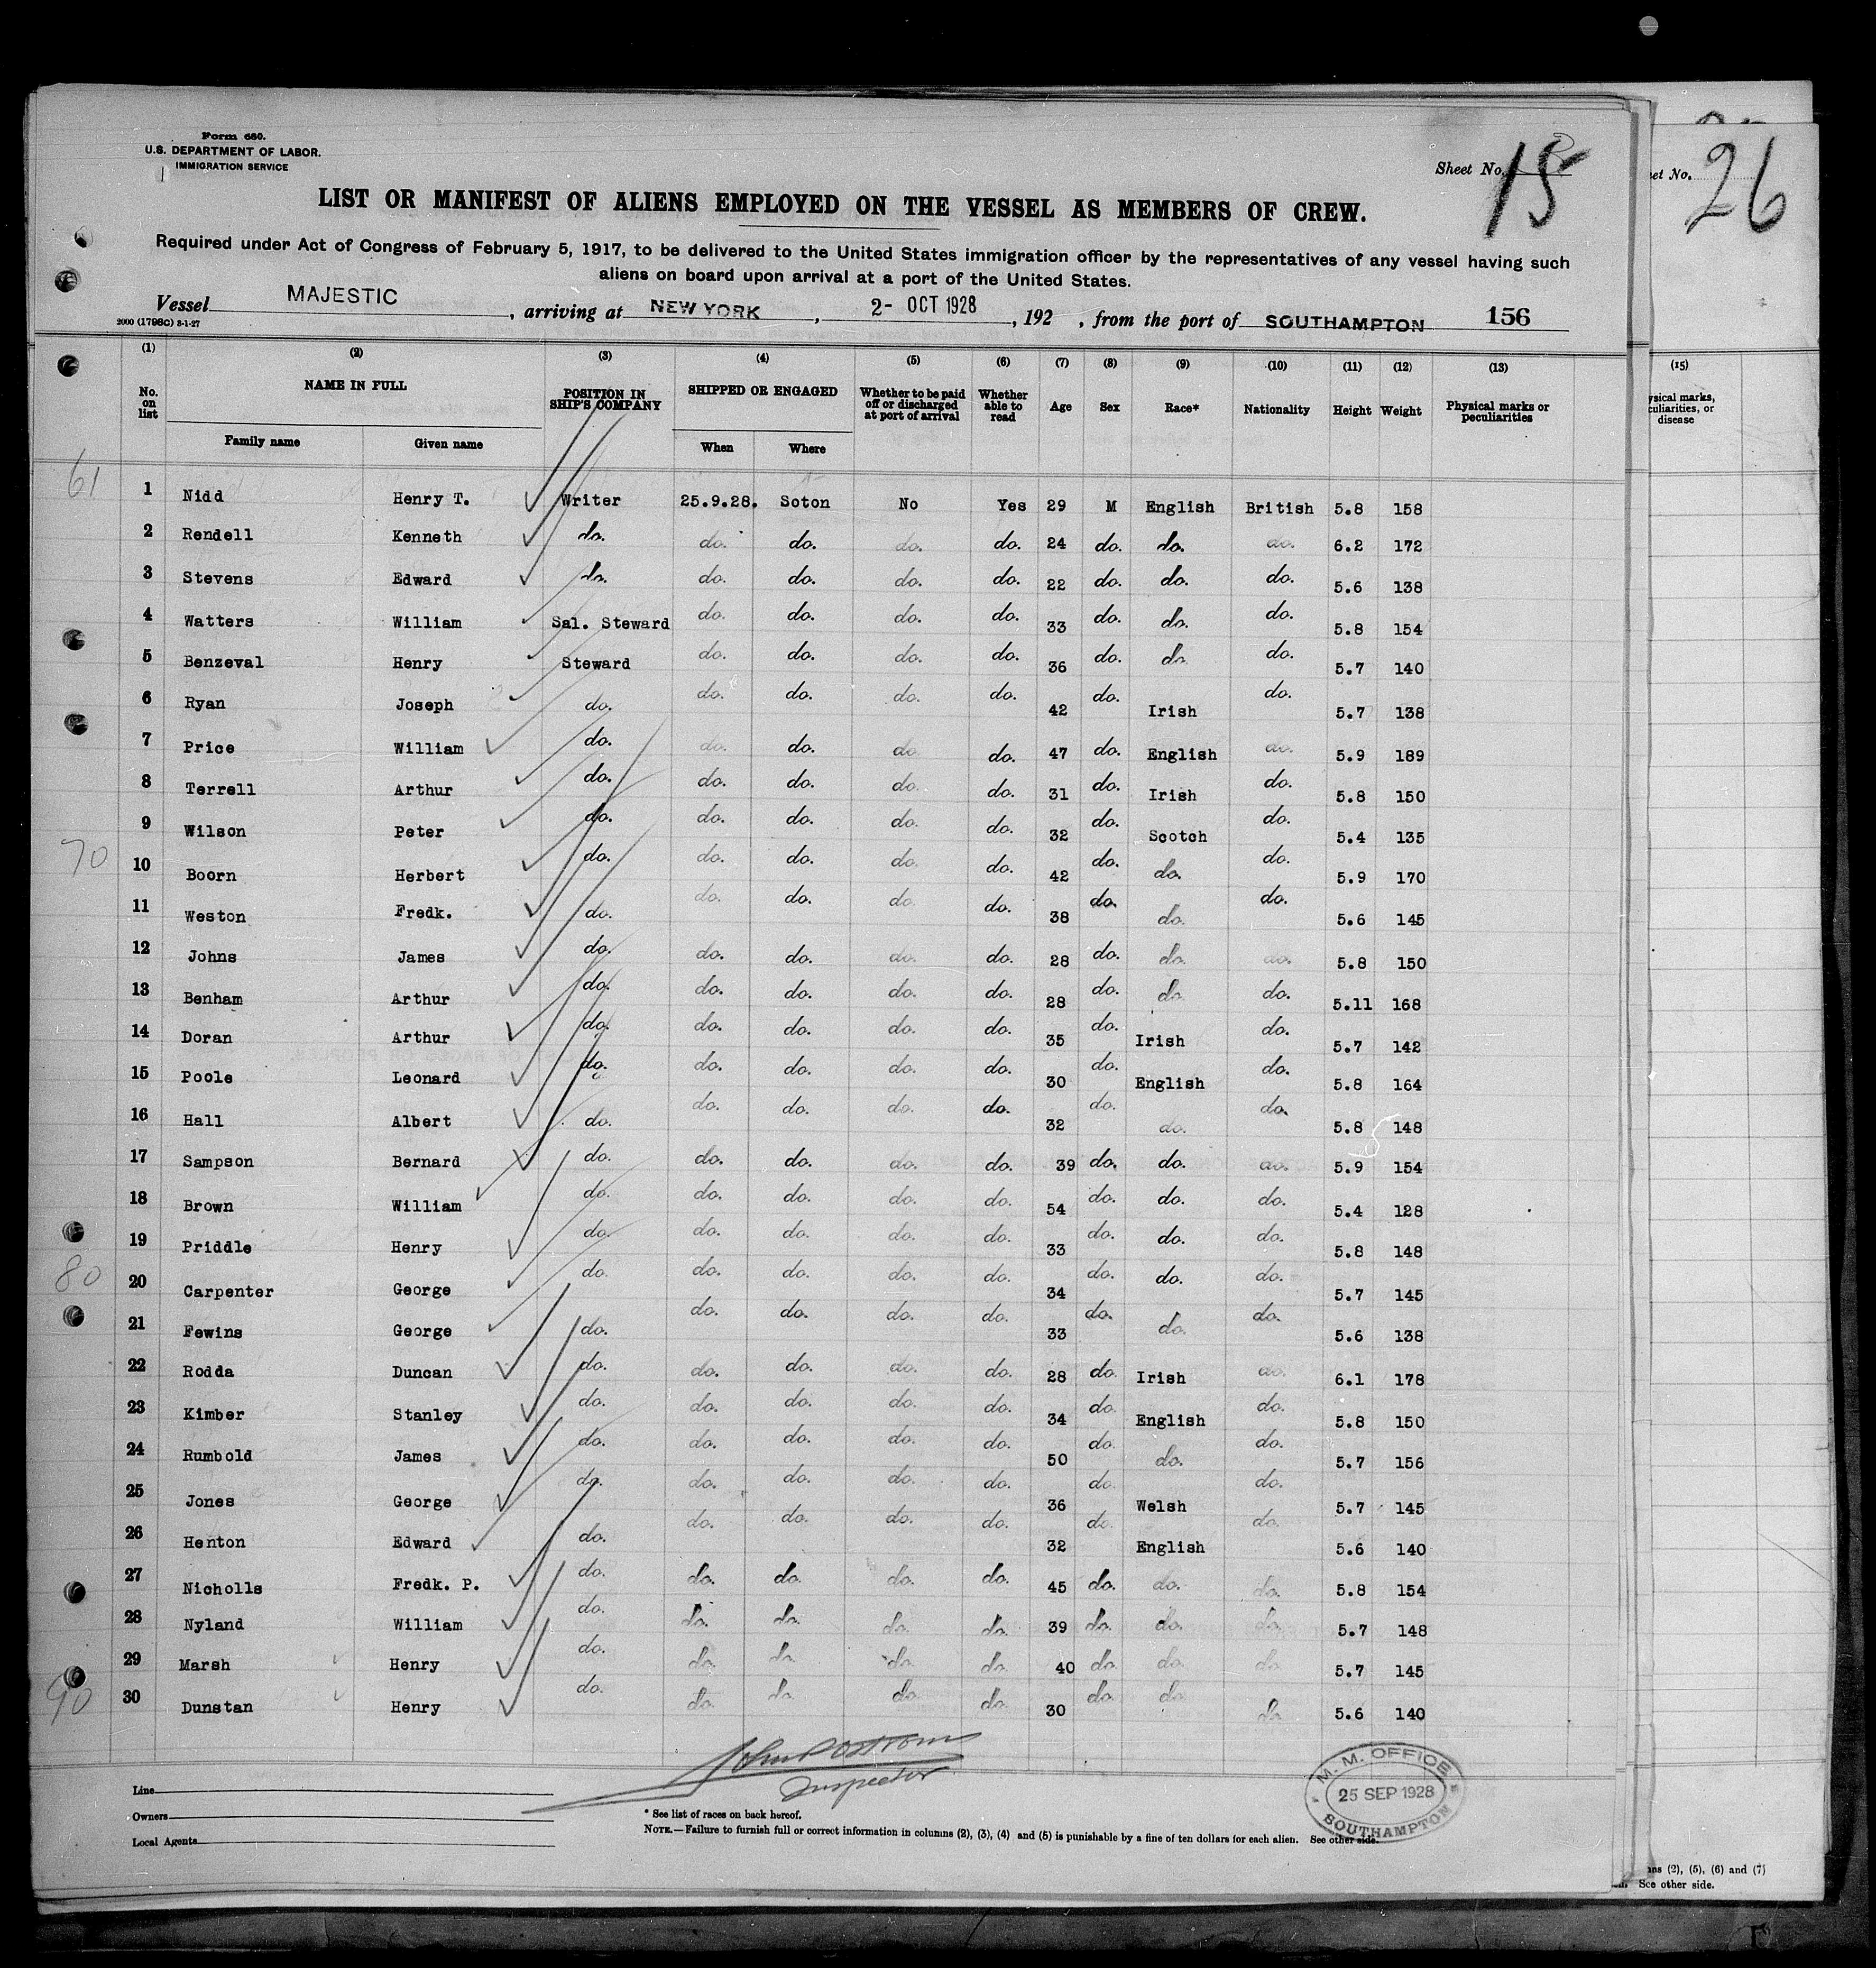 Form 680.
U.S. DEPARTMENT OF LABOR.
IMMIGRATION SERVICE
Sheet No. 15
et No. 26
LIST OR MANIFEST OF ALIENS EMPLOYED ON THE VESSEL AS MEMBERS OF CREW.
Required under Act of Congress of February 5, 1917, to be delivered to the United States immigration officer by the representatives of any vessel having such
aliens on board upon arrival at a port of the United States.
Vessel MAJESTIC, arriving at NEW YORK, 2- OCT 1928, 192 , from the port of SOUTHAMPTON 156
2000 (1798C) 3-1-27
(1) (2) (3) (4) (5) (6) (7) (8) (9) (10) (11) (12) (13) (15)
No. on list NAME IN FULL POSITION IN SHIP'S COMPANY SHIPPED OR ENGAGED Whether to be paid off or discharged at port of arrival Whether able to read Age Sex Race* Nationality Height Weight Physical marks or peculiarities
ysical marks, culiarities, or disease
Family name Given name When Where
61 1 Nidd Henry T. Writer 25.9.28. Soton No Yes 29 M English British 5.8 158
2 Rendell Kenneth do. do. do. do. do. 24 do. do. do. 6.2 172
3 Stevens Edward do. do. do. do. do. 22 do. do. do. 5.6 138
4 Watters William Sal. Steward do. do. do. do. 33 do. do. do. 5.8 154
5 Benzeval Henry Steward do. do. do. do. 36 do. do. do. 5.7 140
6 Ryan Joseph do. do. do. do. do. 42 do. Irish do. 5.7 138
7 Price William do. do. do. do. do. 47 do. English do. 5.9 189
8 Terrell Arthur do. do. do. do. do. 31 do. Irish do. 5.8 150
9 Wilson Peter do. do. do. do. do. 32 do. Scotch do. 5.4 135
70 10 Boorn Herbert do. do. do. do. do. 42 do. do. do. 5.9 170
11 Weston Fredk. do. do. do. do. do. 38 do. do. do. 5.6 145
12 Johns James do. do. do. do. do. 28 do. do. do. 5.8 150
13 Benham Arthur do. do. do. do. do. 28 do. do. do. 5.11 168
14 Doran Arthur do. do. do. do. do. 35 do. Irish do. 5.7 142
15 Poole Leonard do. do. do. do. do. 30 do. English do. 5.8 164
16 Hall Albert do. do. do. do. do. 32 do. do. do. 5.8 148
17 Sampson Bernard do. do. do. do. do. 39 do. do. do. 5.9 154
18 Brown William do. do. do. do. do. 54 do. do. do. 5.4 128
19 Priddle Henry do. do. do. do. do. 33 do. do. do. 5.8 148
80 20 Carpenter George do. do. do. do. do. 34 do. do. do. 5.7 145
21 Fewins George do. do. do. do. do. 33 do. do. do. 5.6 138
22 Rodda Duncan do. do. do. do. do. 28 do. Irish do. 6.1 178
23 Kimber Stanley do. do. do. do. do. 34 do. English do. 5.8 150
24 Rumbold James do. do. do. do. do. 50 do. do. do. 5.7 156
25 Jones George do. do. do. do. do. 36 do. Welsh do. 5.7 145
26 Henton Edward do. do. do. do. do. 32 do. English do. 5.6 140
27 Nicholls Fredk. P. do. do. do. do. do. 45 do. do. do. 5.8 154
28 Nyland William do. do. do. do. do. 39 do. do. do. 5.7 148
29 Marsh Henry do. do. do. do. do. 40 do. do. do. 5.7 145
90 30 Dunstan Henry do. do. do. do. do. 30 do. do. do. 5.6 140
Inspector
Line
Owners
Local Agents
* See list of races on back hereof.
NOTE.—Failure to furnish full or correct information in columns (2), (3), (4) and (5) is punishable by a fine of ten dollars for each alien. See other side.
M. M. OFFICE
25 SEP 1928
SOUTHAMPTON
ns (2), (5), (6) and (7)
See other side.